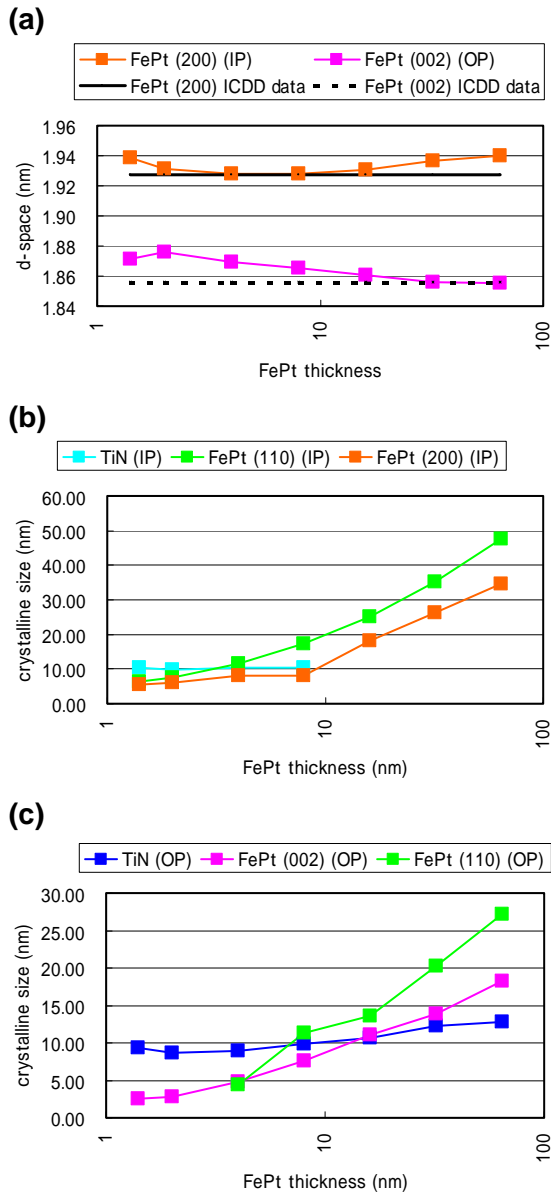 (a)
FePt (200) (IP) FePt (002) (OP)
FePt (200) ICDD data FePt (002) ICDD data
1.96
1.94
1.92
1.90
1.88
1.86
1.84
d-space (nm)
1 10 100
FePt thickness
(b)
TiN (IP) FePt (110) (IP) FePt (200) (IP)
60.00
50.00
40.00
30.00
20.00
10.00
0.00
crystalline size (nm)
1 10 100
FePt thickness (nm)
(c)
TiN (OP) FePt (002) (OP) FePt (110) (OP)
30.00
25.00
20.00
15.00
10.00
5.00
0.00
crystalline size (nm)
1 10 100
FePt thickness (nm)